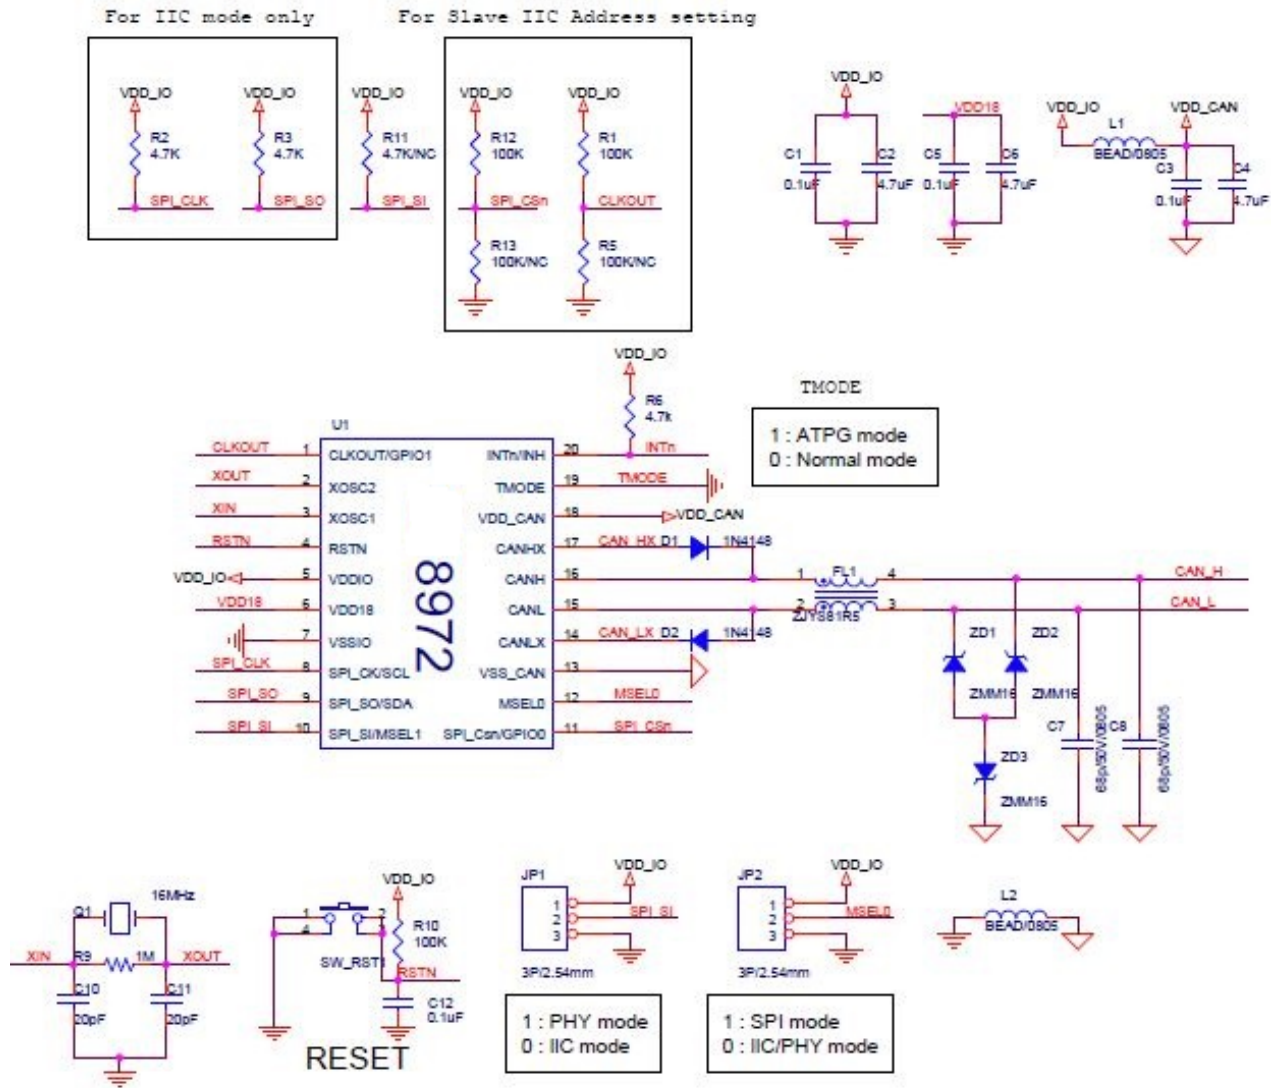 For IIC mode only
For Slave IIC Address setting
VDD_IO
VDD_IO
VDD_IO
VDD_IO
VDD_IO
R2
4.7K
R3
4.7K
R11
4.7K/NC
R12
100K
R1
100K
SPI_CLK
SPI_SO
SPI_SI
SPI_CSn
CLKOUT
R13
100K/NC
R5
100K/NC
VDD_IO
C1
0.1uF
C2
4.7uF
VDD18
C5
0.1uF
C6
4.7uF
VDD_IO
L1
BEAD/0805
VDD_CAN
C3
0.1uF
C4
4.7uF
VDD_IO
R6
4.7k
TMODE
1 : ATPG mode
0 : Normal mode
U1
8972
CLKOUT 1 CLKOUT/GPIO1
XOUT 2 XOSC2
XIN 3 XOSC1
RSTN 4 RSTN
VDD_IO 5 VDDIO
VDD18 6 VDD18
7 VSSIO
SPI_CLK 8 SPI_CK/SCL
SPI_SO 9 SPI_SO/SDA
SPI_SI 10 SPI_SI/MSEL1
INTn/INH 20 INTn
TMODE 19 TMODE
VDD_CAN 18 VDD_CAN
CANHX 17 CAN_HX D1 1N4148
CANH 16
CANL 15
CANLX 14 CAN_LX D2 1N4148
VSS_CAN 13
MSEL0 12 MSEL0
SPI_Csn/GPIO0 11 SPI_CSn
1 FL1 4
2 3
ZJYS81R5
CAN_H
CAN_L
ZD1
ZMM16
ZD2
ZMM16
ZD3
ZMM15
C7
68p/50V/0805
C8
68p/50V/0805
16MHz
Q1
XIN
R9
1M
XOUT
C10
20pF
C11
20pF
1 2
4 3
SW_RST1
VDD_IO
R10
100K
RSTN
C12
0.1uF
RESET
JP1
VDD_IO
1
2
3
SPI_SI
3P/2.54mm
1 : PHY mode
0 : IIC mode
JP2
VDD_IO
1
2
3
MSEL0
3P/2.54mm
1 : SPI mode
0 : IIC/PHY mode
L2
BEAD/0805